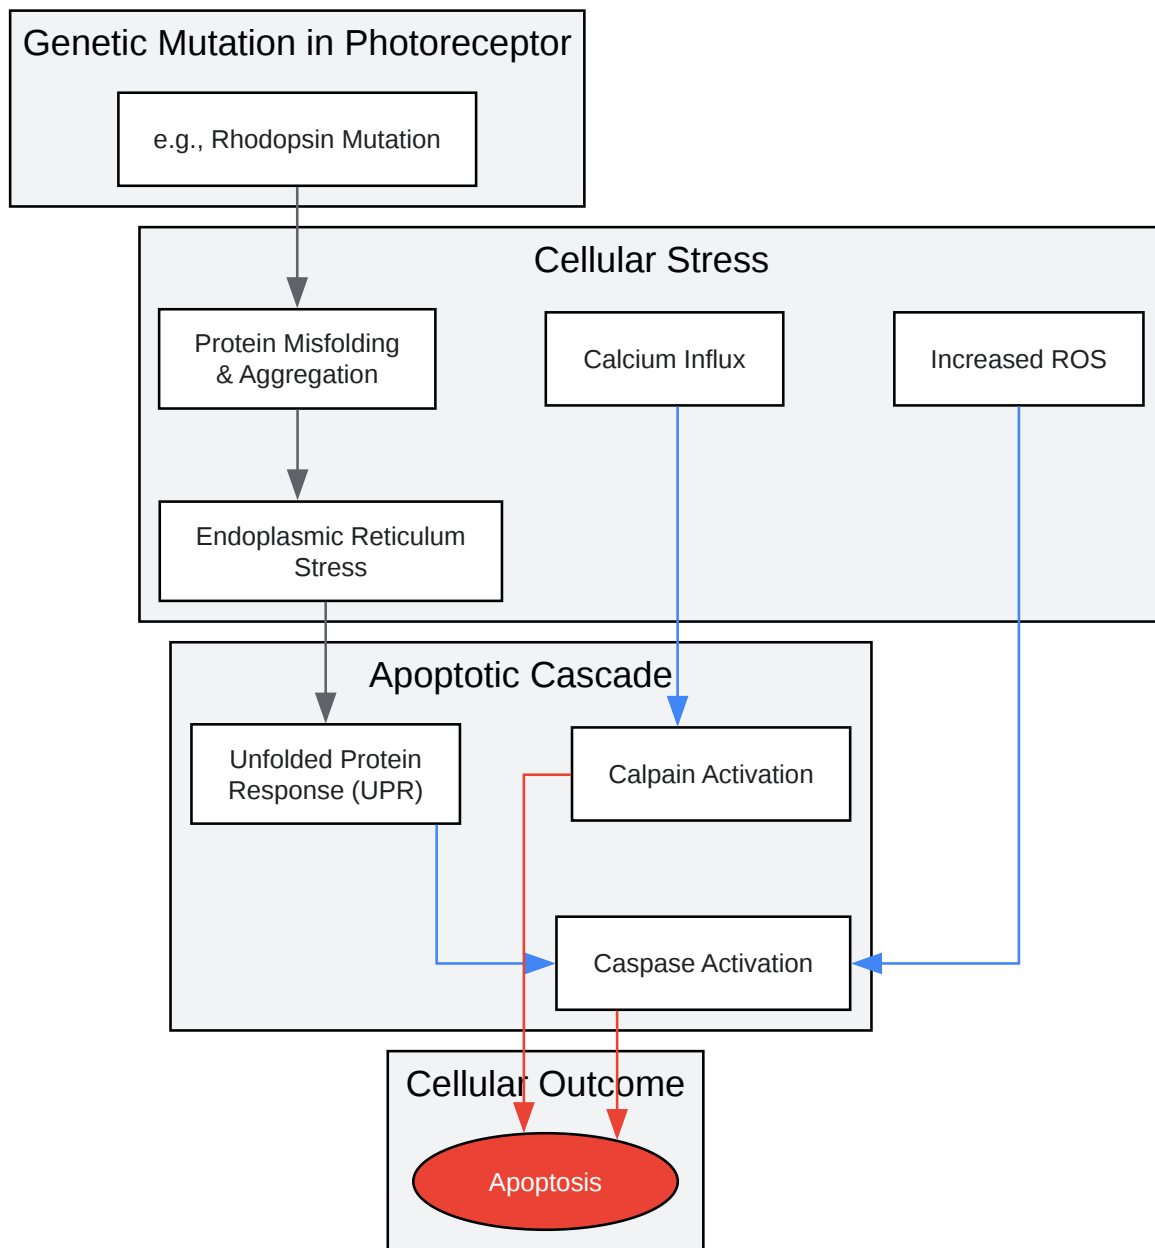 Genetic Mutation in Photoreceptor
e.g., Rhodopsin Mutation
Cellular Stress
Protein Misfolding
& Aggregation
Calcium Influx
Increased ROS
Endoplasmic Reticulum
Stress
Apoptotic Cascade
Unfolded Protein
Response (UPR)
Calpain Activation
Caspase Activation
Cellular Outcome
Apoptosis